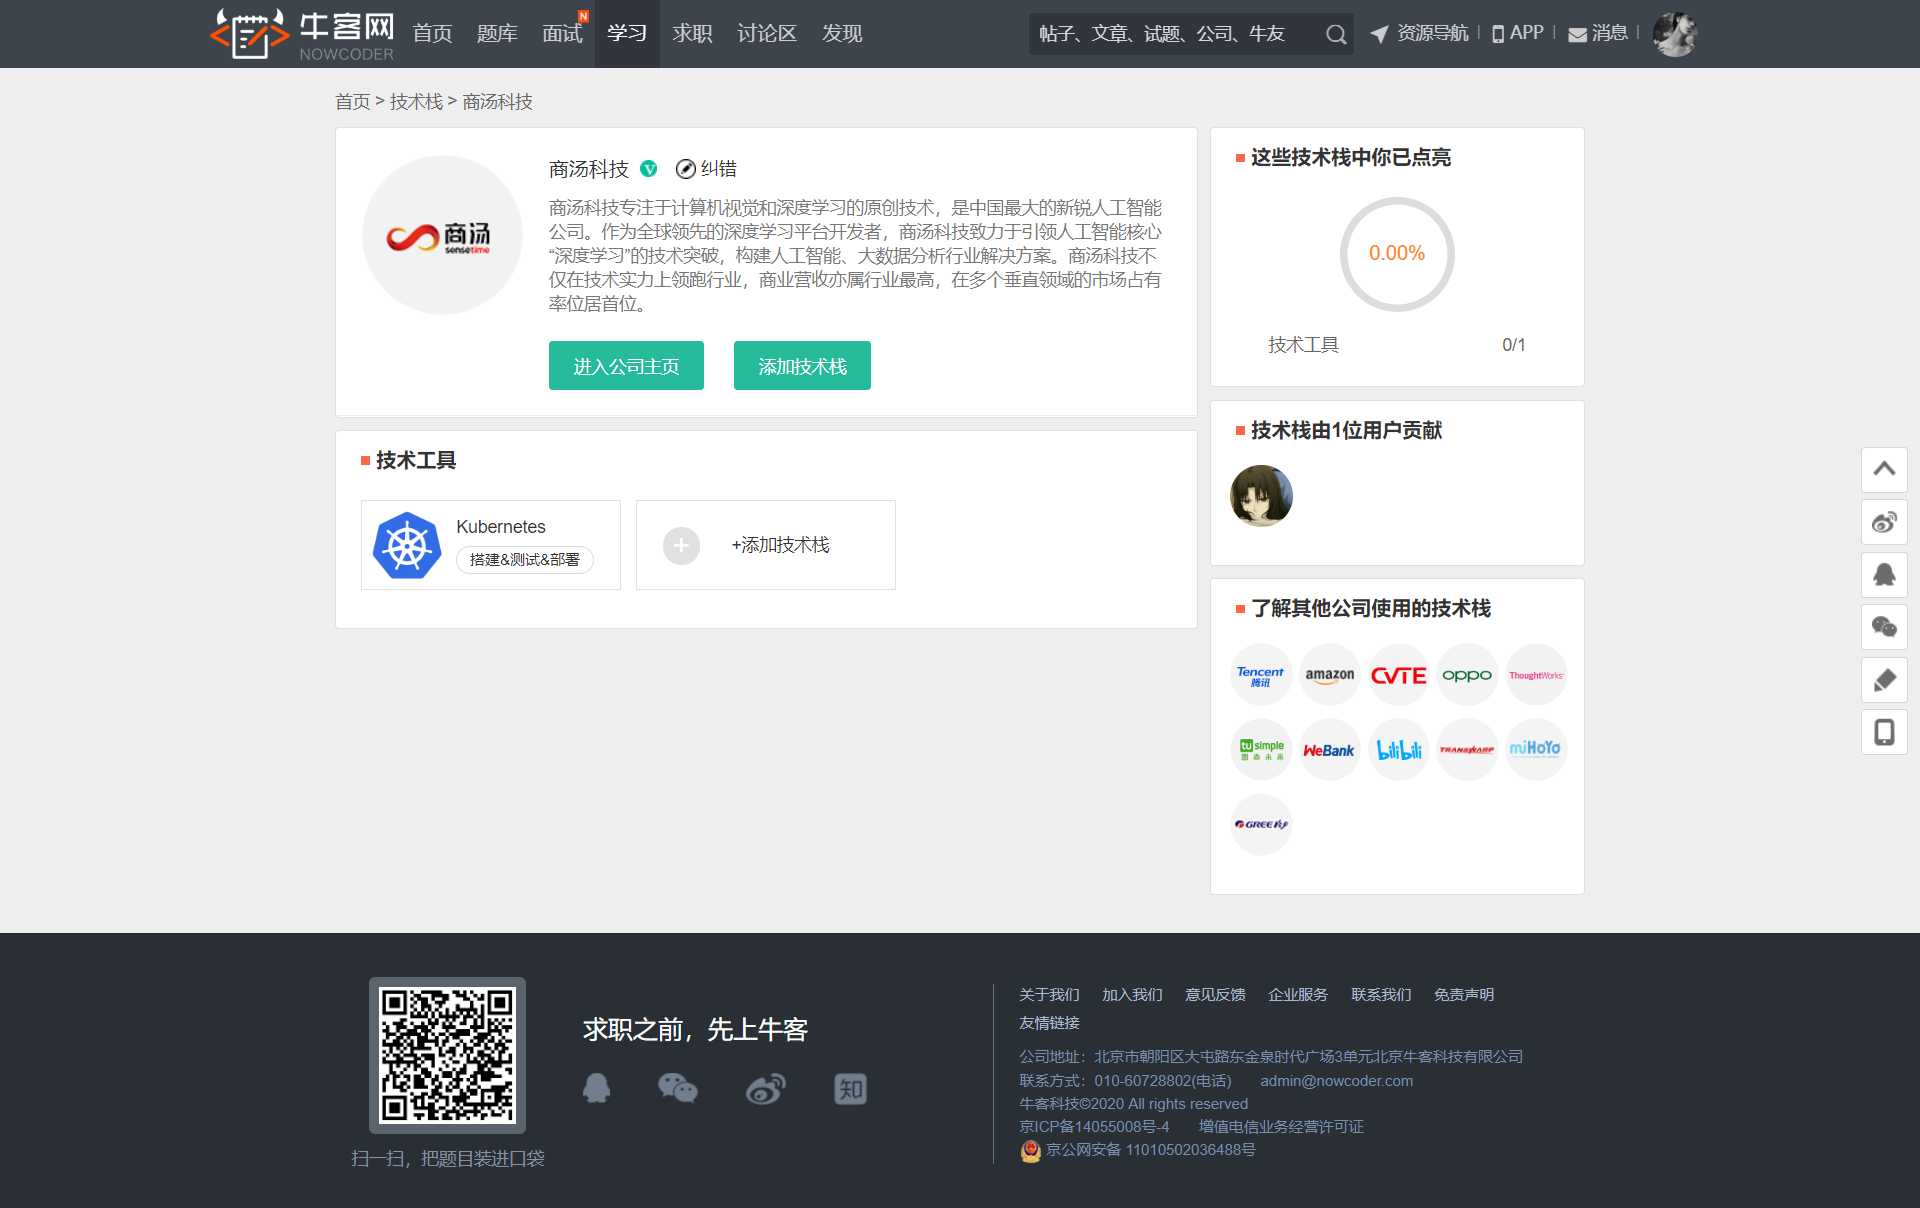 牛客网
NOWCODER
首页
题库
面试
N
学习
求职
讨论区
发现
帖子、文章、试题、公司、牛友
资源导航
APP
消息
首页 > 技术栈 > 商汤科技
商汤
sensetime
商汤科技
V
纠错
商汤科技专注于计算机视觉和深度学习的原创技术，是中国最大的新锐人工智能
公司。作为全球领先的深度学习平台开发者，商汤科技致力于引领人工智能核心
“深度学习”的技术突破，构建人工智能、大数据分析行业解决方案。商汤科技不
仅在技术实力上领跑行业，商业营收亦属行业最高，在多个垂直领域的市场占有
率位居首位。
进入公司主页
添加技术栈
技术工具
Kubernetes
搭建&测试&部署
+添加技术栈
这些技术栈中你已点亮
0.00%
技术工具 0/1
技术栈由1位用户贡献
了解其他公司使用的技术栈
Tencent
腾讯
amazon
CVTE
oppo
ThoughtWorks
tu simple
图森未来
WeBank
bilibili
TRANSWARP
miHoYo
GREE 格力
求职之前，先上牛客
知
扫一扫，把题目装进口袋
关于我们 加入我们 意见反馈 企业服务 联系我们 免责声明
友情链接
公司地址：北京市朝阳区大屯路东金泉时代广场3单元北京牛客科技有限公司
联系方式：010-60728802(电话) admin@nowcoder.com
牛客科技©2020 All rights reserved
京ICP备14055008号-4 增值电信业务经营许可证
京公网安备 11010502036488号